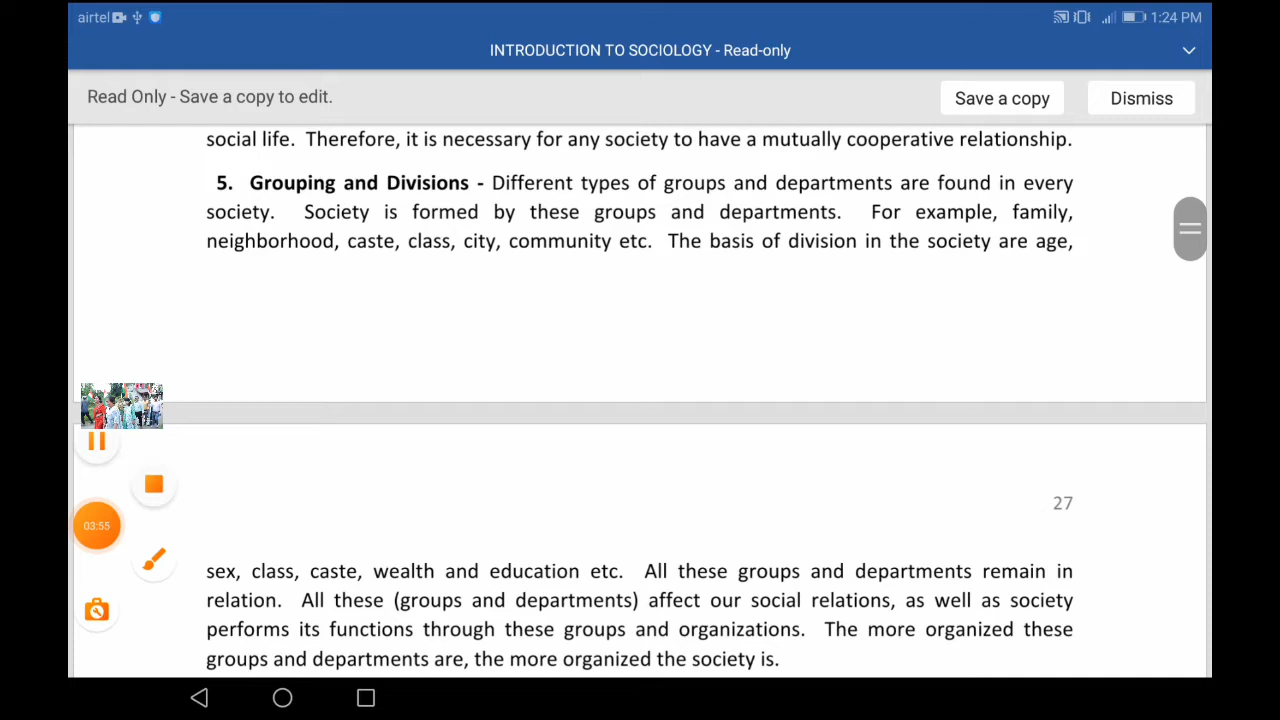 airtel 1:24 PM
INTRODUCTION TO SOCIOLOGY - Read-only
Read Only - Save a copy to edit. Save a copy Dismiss
social life. Therefore, it is necessary for any society to have a mutually cooperative relationship.
5. Grouping and Divisions - Different types of groups and departments are found in every
society. Society is formed by these groups and departments. For example, family,
neighborhood, caste, class, city, community etc. The basis of division in the society are age,
03:55
27
sex, class, caste, wealth and education etc. All these groups and departments remain in
relation. All these (groups and departments) affect our social relations, as well as society
performs its functions through these groups and organizations. The more organized these
groups and departments are, the more organized the society is.